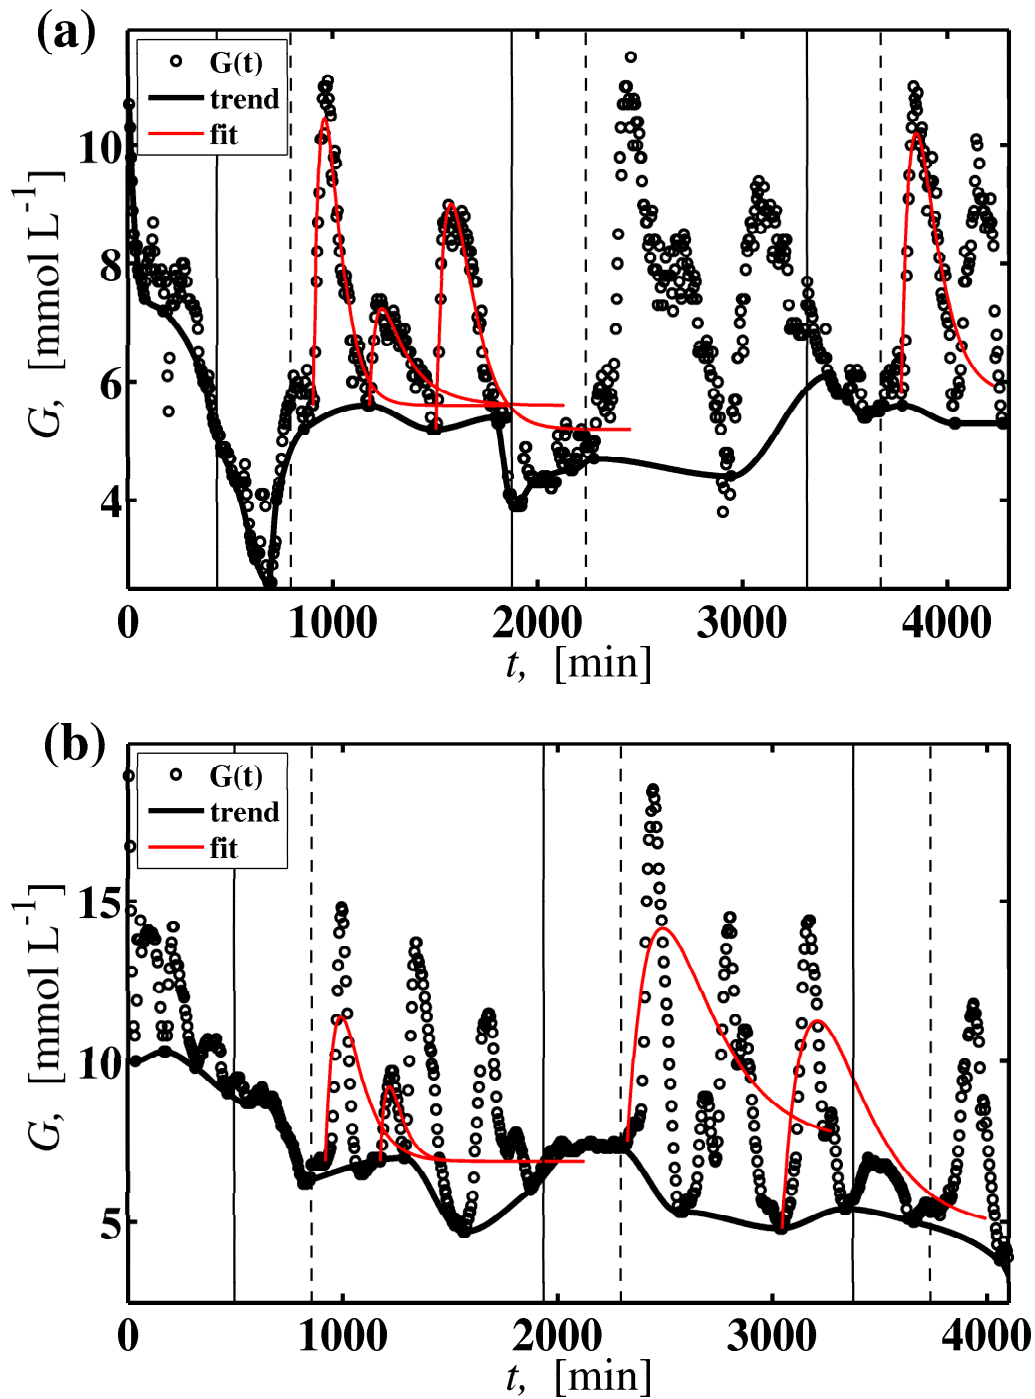 (a)
G(t)
trend
fit
10
8
6
4
G, [mmol L⁻¹]
0 1000 2000 3000 4000
t, [min]
(b)
G(t)
trend
fit
15
10
5
G, [mmol L⁻¹]
0 1000 2000 3000 4000
t, [min]